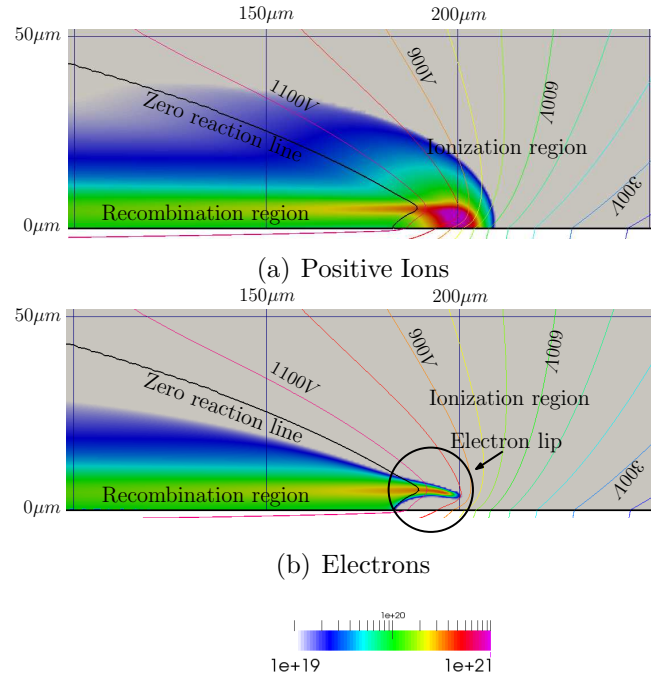 150μm 200μm
50μm
1100V
900V
600V
Zero reaction line
Ionization region
Recombination region
300V
0μm
(a) Positive Ions
150μm 200μm
50μm
1100V
900V
600V
Zero reaction line
Ionization region
Electron lip
Recombination region
300V
0μm
(b) Electrons
1e+20
1e+19 1e+21